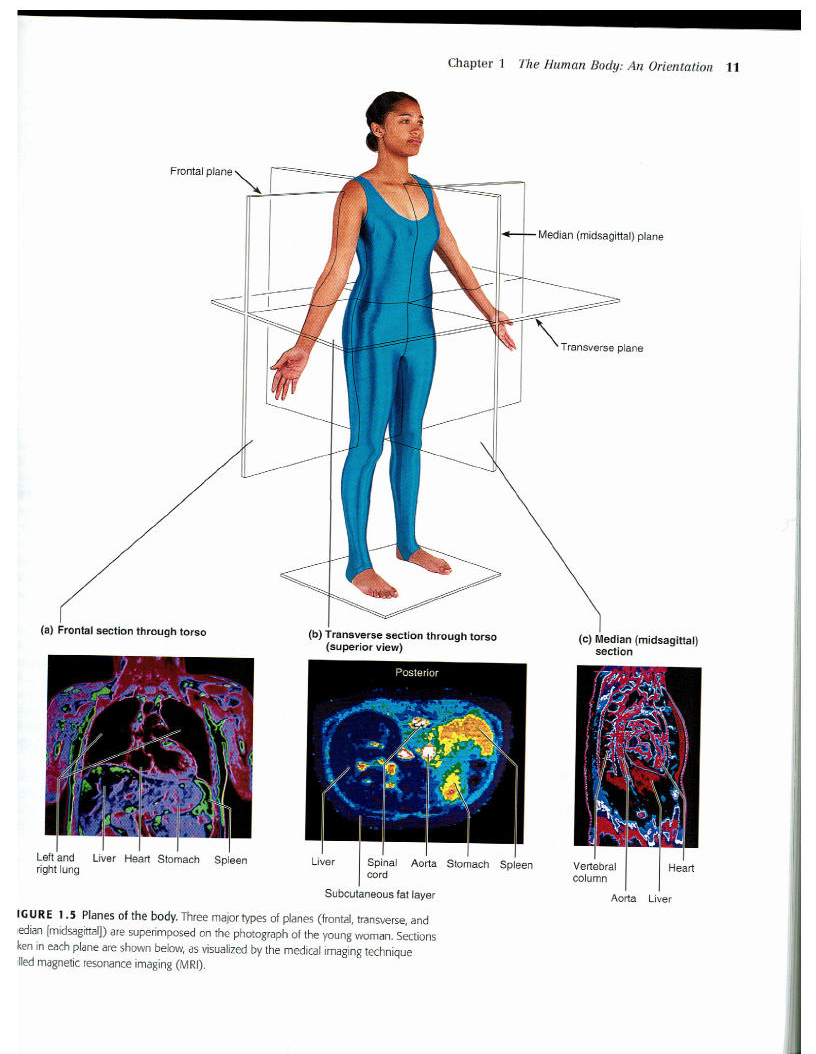 Chapter 1 The Human Body: An Orientation 11
Frontal plane
Median (midsagittal) plane
Transverse plane
(a) Frontal section through torso
(b) Transverse section through torso
(superior view)
(c) Median (midsagittal)
section
Posterior
Left and
right lung
Liver
Heart
Stomach
Spleen
Liver
Spinal
cord
Aorta
Stomach
Spleen
Subcutaneous fat layer
Vertebral
column
Heart
Aorta
Liver
IGURE 1.5 Planes of the body. Three major types of planes (frontal, transverse, and
edian [midsagittal]) are superimposed on the photograph of the young woman. Sections
ken in each plane are shown below, as visualized by the medical imaging technique
lled magnetic resonance imaging (MRI).